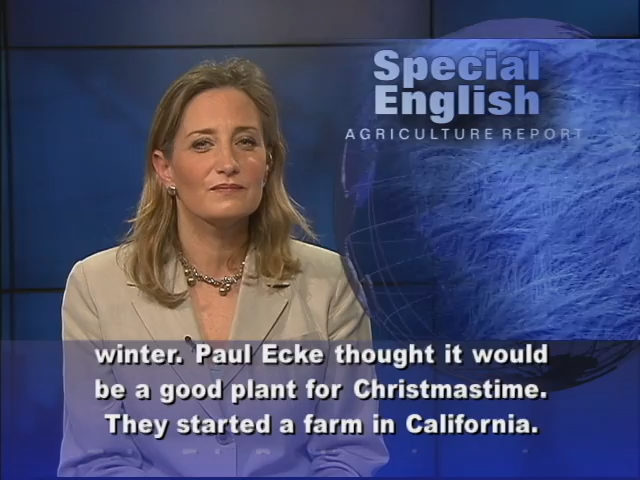 Special
English
AGRICULTURE REPORT
winter. Paul Ecke thought it would
be a good plant for Christmastime.
They started a farm in California.